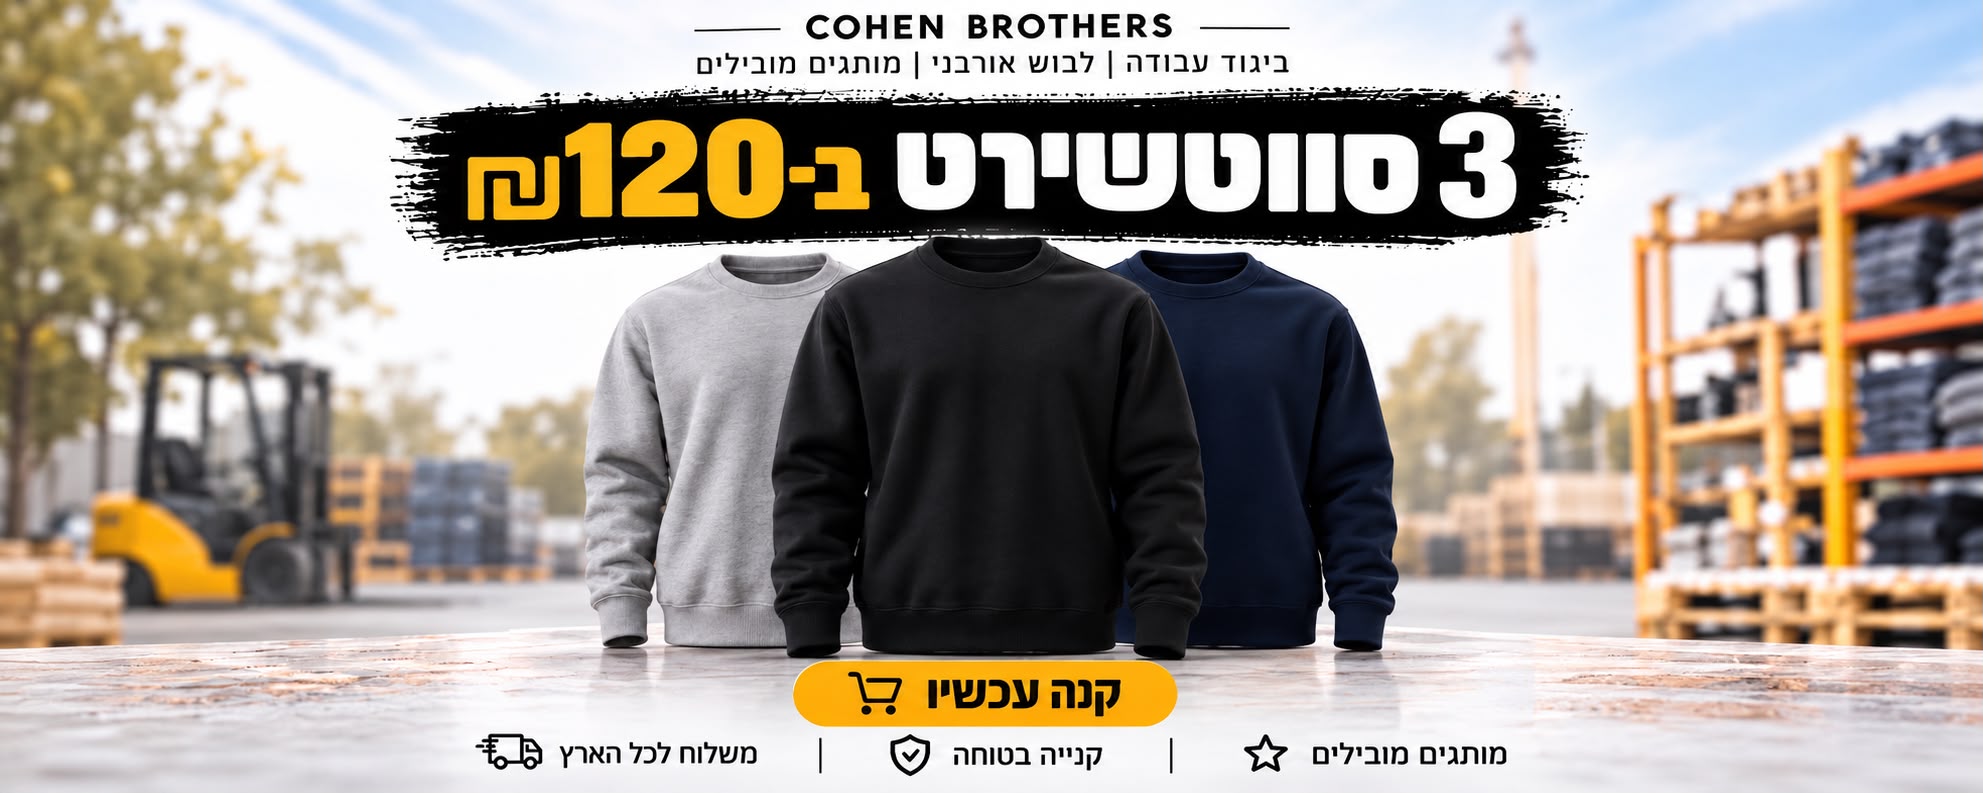 COHEN BROTHERS
ביגוד עבודה | לבוש אורבני | מותגים מובילים
3 סווטשירט ב-120₪
קנה עכשיו
מותגים מובילים | קנייה בטוחה | משלוח לכל הארץ